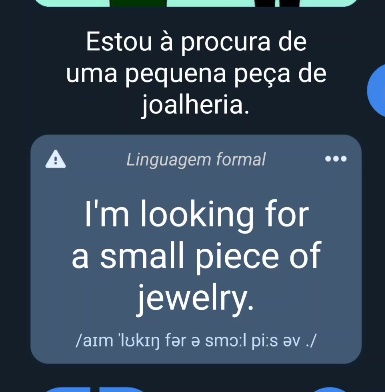 Estou à procura de
uma pequena peça de
joalheria.
Linguagem formal
I'm looking for
a small piece of
jewelry.
/aɪm ˈlʊkɪŋ fər ə smɔːl piːs əv ./